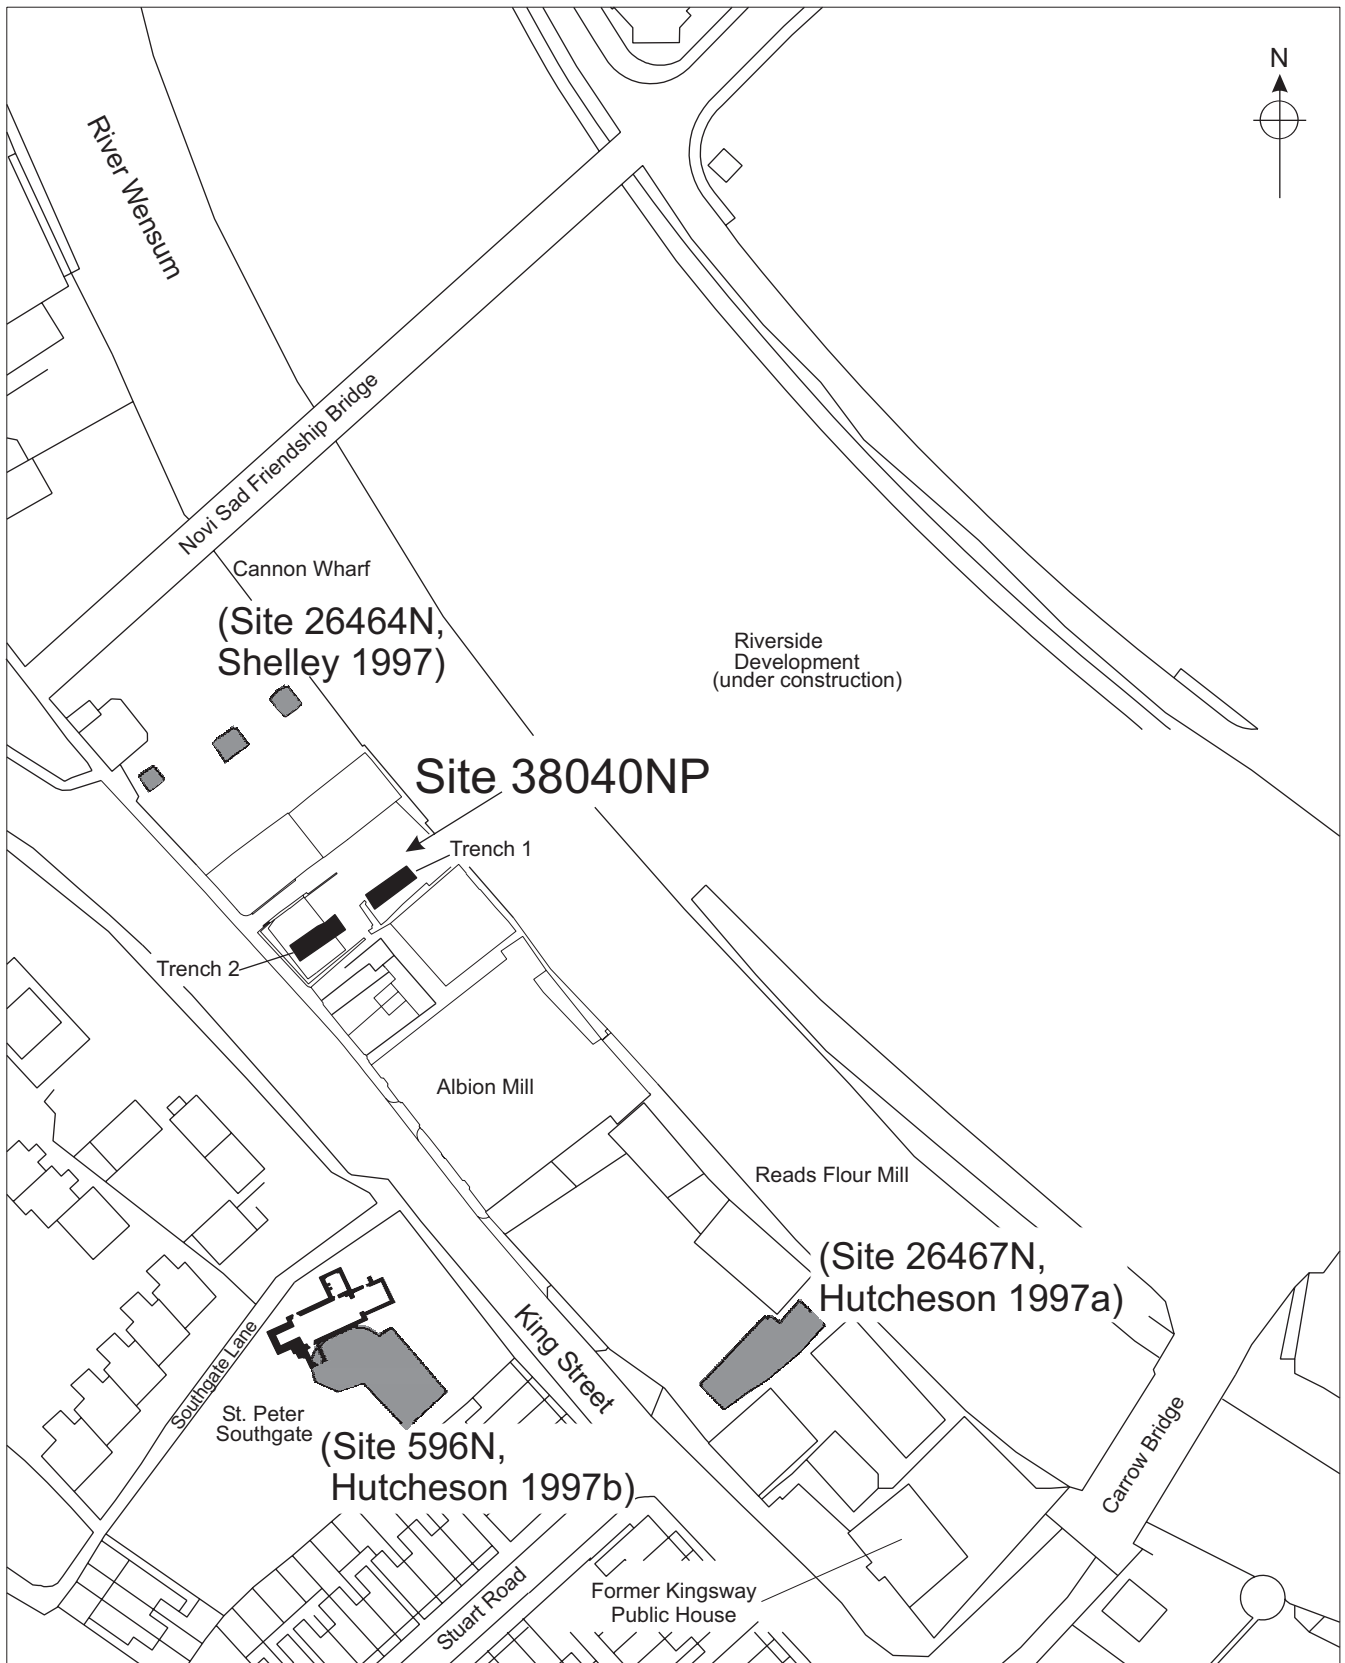 N
River Wensum
Novi Sad Friendship Bridge
Cannon Wharf
(Site 26464N,
Shelley 1997)
Riverside
Development
(under construction)
Site 38040NP
Trench 1
Trench 2
Albion Mill
Reads Flour Mill
(Site 26467N,
Hutcheson 1997a)
King Street
Southgate Lane
St. Peter
Southgate
(Site 596N,
Hutcheson 1997b)
Carrow Bridge
Stuart Road
Former Kingsway
Public House